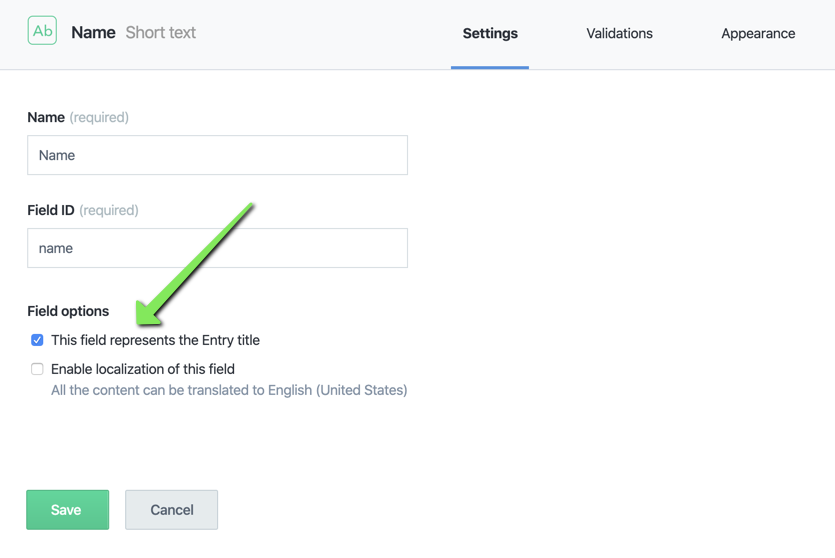 Ab Name Short text Settings Validations Appearance
Name (required)
Name
Field ID (required)
name
Field options
This field represents the Entry title
Enable localization of this field
All the content can be translated to English (United States)
Save Cancel